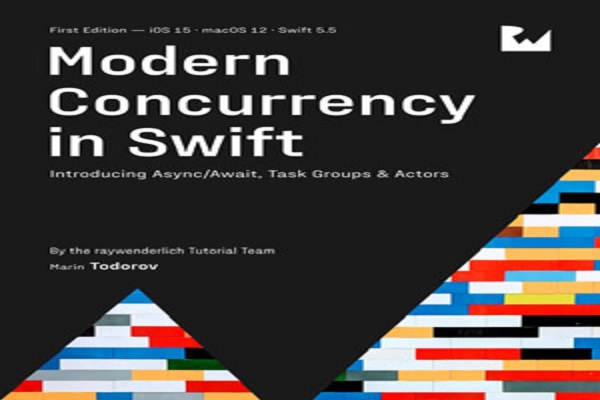 First Edition — iOS 15 · macOS 12 · Swift 5.5
Modern
Concurrency
in Swift
Introducing Async/Await, Task Groups & Actors
By the raywenderlich Tutorial Team
Marin Todorov